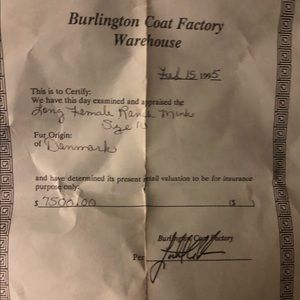 Burlington Coat Factory
Warehouse
Feb 15 1995
This is to Certify:
We have this day examined and appraised the
Long Female Ranch Mink
Size 10
Fur Origin:
of Denmark
and have determined its present retail valuation to be for insurance
purpose only:
$ 7500.00 ($ )
Burlington Coat Factory
Per